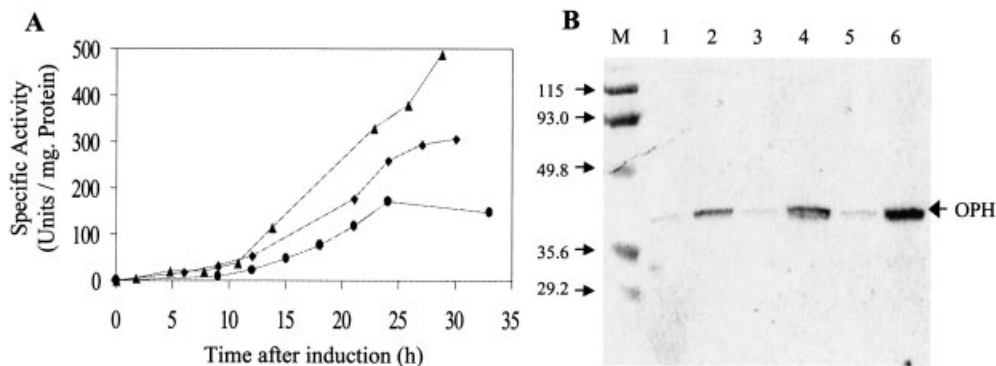 A
Specific Activity
(Units / mg. Protein)
500
400
300
200
100
0
0 5 10 15 20 25 30 35
Time after induction (h)
B
M 1 2 3 4 5 6
115
93.0
49.8
35.6
29.2
OPH